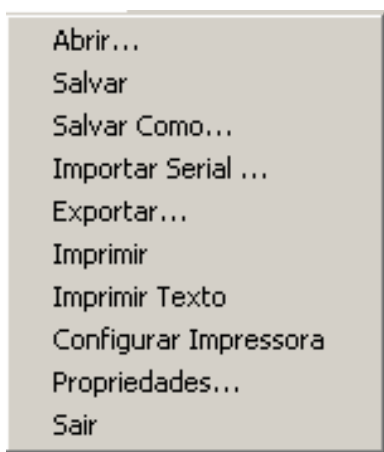 Abrir...
Salvar
Salvar Como...
Importar Serial ...
Exportar...
Imprimir
Imprimir Texto
Configurar Impressora
Propriedades...
Sair